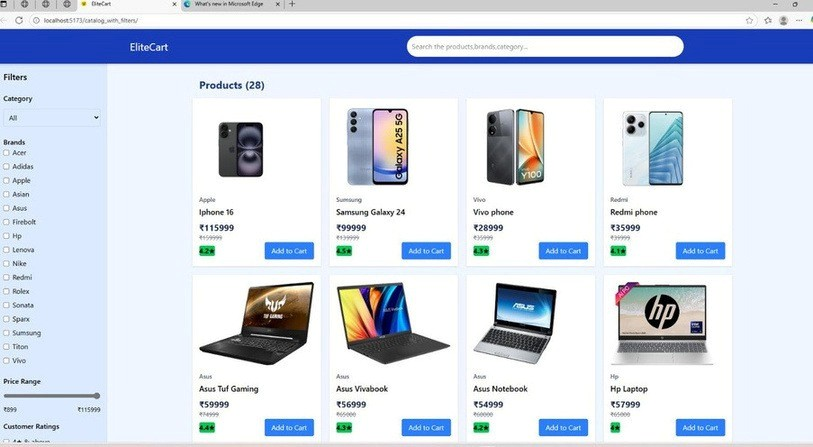 EliteCart
What's new in Microsoft Edge
localhost:5173/catalog_with_filters/
EliteCart
Search the products,brands,category...
Filters
Category
All
Brands
Acer
Adidas
Apple
Asian
Asus
Firebolt
Hp
Lenova
Nike
Redmi
Rolex
Sonata
Sparx
Sumsung
Titon
Vivo
Price Range
₹899
₹115999
Customer Ratings
4★ & above
Products (28)
Apple
Iphone 16
₹115999
₹155999
4.2★
Add to Cart
Galaxy A25 5G
Sumsung
Samsung Galaxy 24
₹99999
₹139999
4.5★
Add to Cart
Y100
Vivo
Vivo phone
₹28999
₹35999
4.3★
Add to Cart
Redmi
Redmi phone
₹35999
₹39999
4.1★
Add to Cart
TUF GAMING
Asus
Asus Tuf Gaming
₹59999
₹74999
4.4★
Add to Cart
Asus
Asus Vivabook
₹56999
₹65000
4.3★
Add to Cart
ASUS
Asus
Asus Notebook
₹54999
₹60000
4.2★
Add to Cart
hp
Hp
Hp Laptop
₹57999
₹65000
4★
Add to Cart